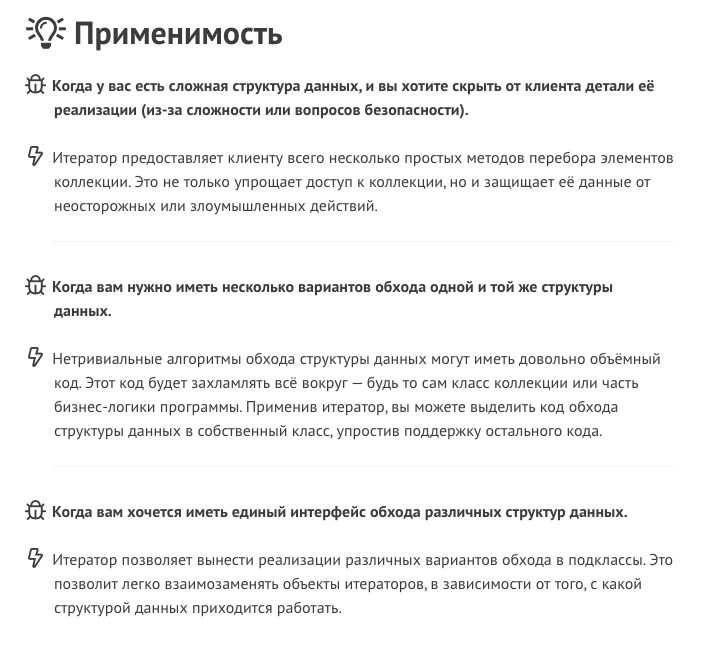 Применимость
Когда у вас есть сложная структура данных, и вы хотите скрыть от клиента детали её
реализации (из-за сложности или вопросов безопасности).
Итератор предоставляет клиенту всего несколько простых методов перебора элементов
коллекции. Это не только упрощает доступ к коллекции, но и защищает её данные от
неосторожных или злоумышленных действий.
Когда вам нужно иметь несколько вариантов обхода одной и той же структуры
данных.
Нетривиальные алгоритмы обхода структуры данных могут иметь довольно объёмный
код. Этот код будет захламлять всё вокруг — будь то сам класс коллекции или часть
бизнес-логики программы. Применив итератор, вы можете выделить код обхода
структуры данных в собственный класс, упростив поддержку остального кода.
Когда вам хочется иметь единый интерфейс обхода различных структур данных.
Итератор позволяет вынести реализации различных вариантов обхода в подклассы. Это
позволит легко взаимозаменять объекты итераторов, в зависимости от того, с какой
структурой данных приходится работать.